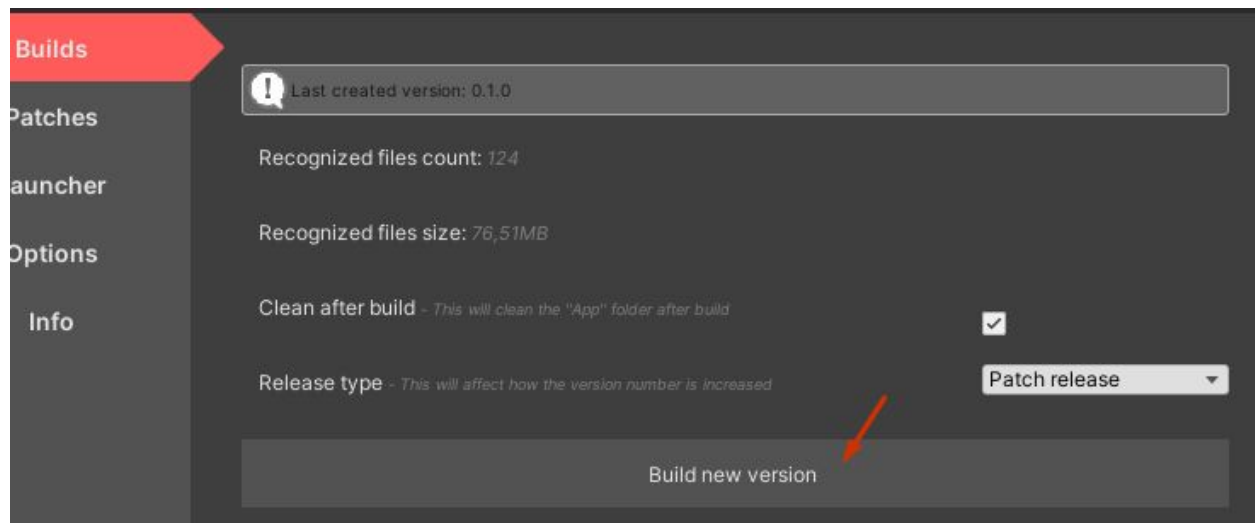 Builds
Patches
auncher
Options
Info
Last created version: 0.1.0
Recognized files count: 124
Recognized files size: 76,51MB
Clean after build - This will clean the "App" folder after build
Release type - This will affect how the version number is increased
Patch release
Build new version